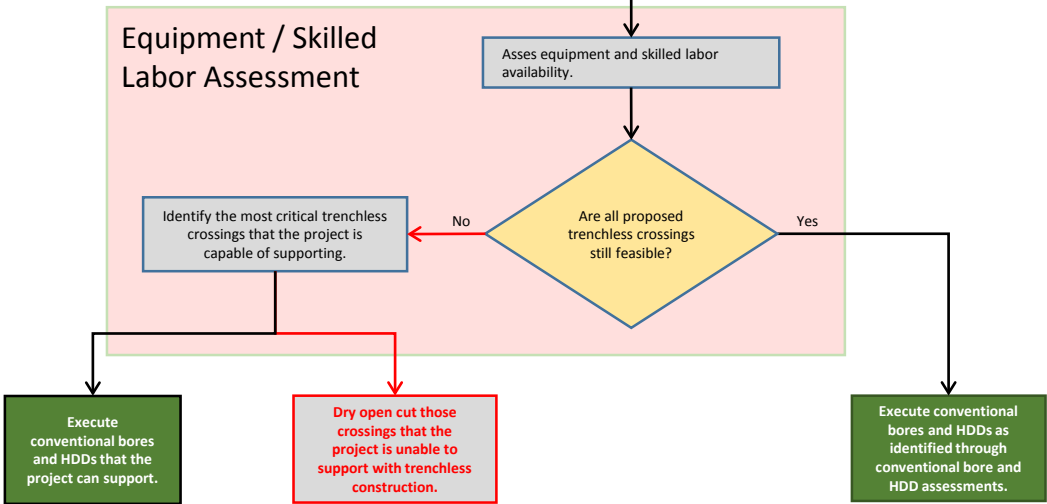 Equipment / Skilled
Labor Assessment
Asses equipment and skilled labor
availability.
Are all proposed
trenchless crossings
still feasible?
No
Yes
Identify the most critical trenchless
crossings that the project is
capable of supporting.
Execute
conventional bores
and HDDs that the
project can support.
Dry open cut those
crossings that the
project is unable to
support with trenchless
construction.
Execute conventional
bores and HDDs as
identified through
conventional bore and
HDD assessments.